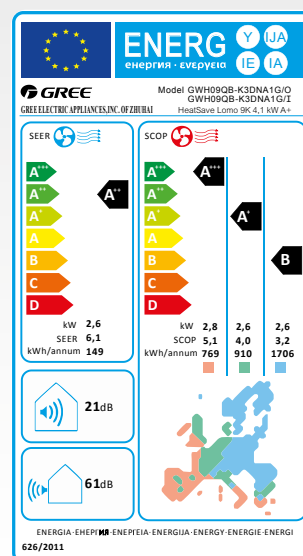 ENERG Y IJA IE IA
енергия · ενεργεια
GREE
GREE ELECTRIC APPLIANCES,INC. OF ZHUHAI
Model GWH09QB-K3DNA1G/O
GWH09QB-K3DNA1G/I
HeatSave Lomo 9K 4,1 kW A+
SEER
SCOP
A+++
A++
A+
A
B
C
D
A++
A+++
A++
A+
A
B
C
D
A+++
A+
B
kW 2,6
SEER 6,1
kWh/annum 149
kW 2,8 2,6 2,6
SCOP 5,1 4,0 3,2
kWh/annum 769 910 1706
21dB
61dB
ENERGIA·ЕНЕРГИЯ·ΕΝΕΡΓΕΙΑ·ENERGIJA·ENERGY·ENERGIE·ENERGI
626/2011